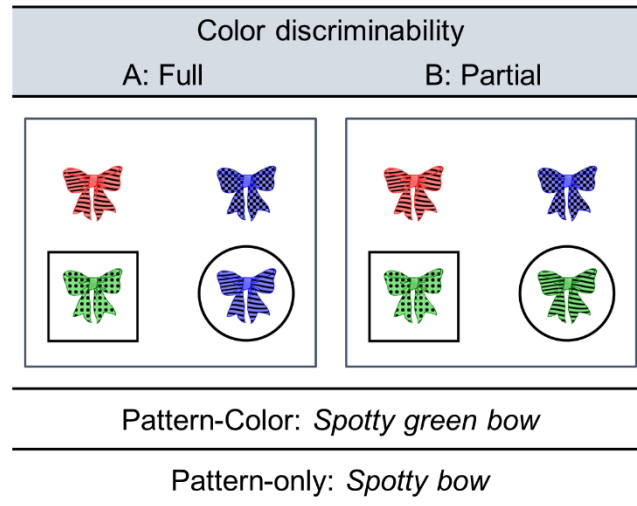 Color discriminability
A: Full B: Partial
Pattern-Color: Spotty green bow
Pattern-only: Spotty bow